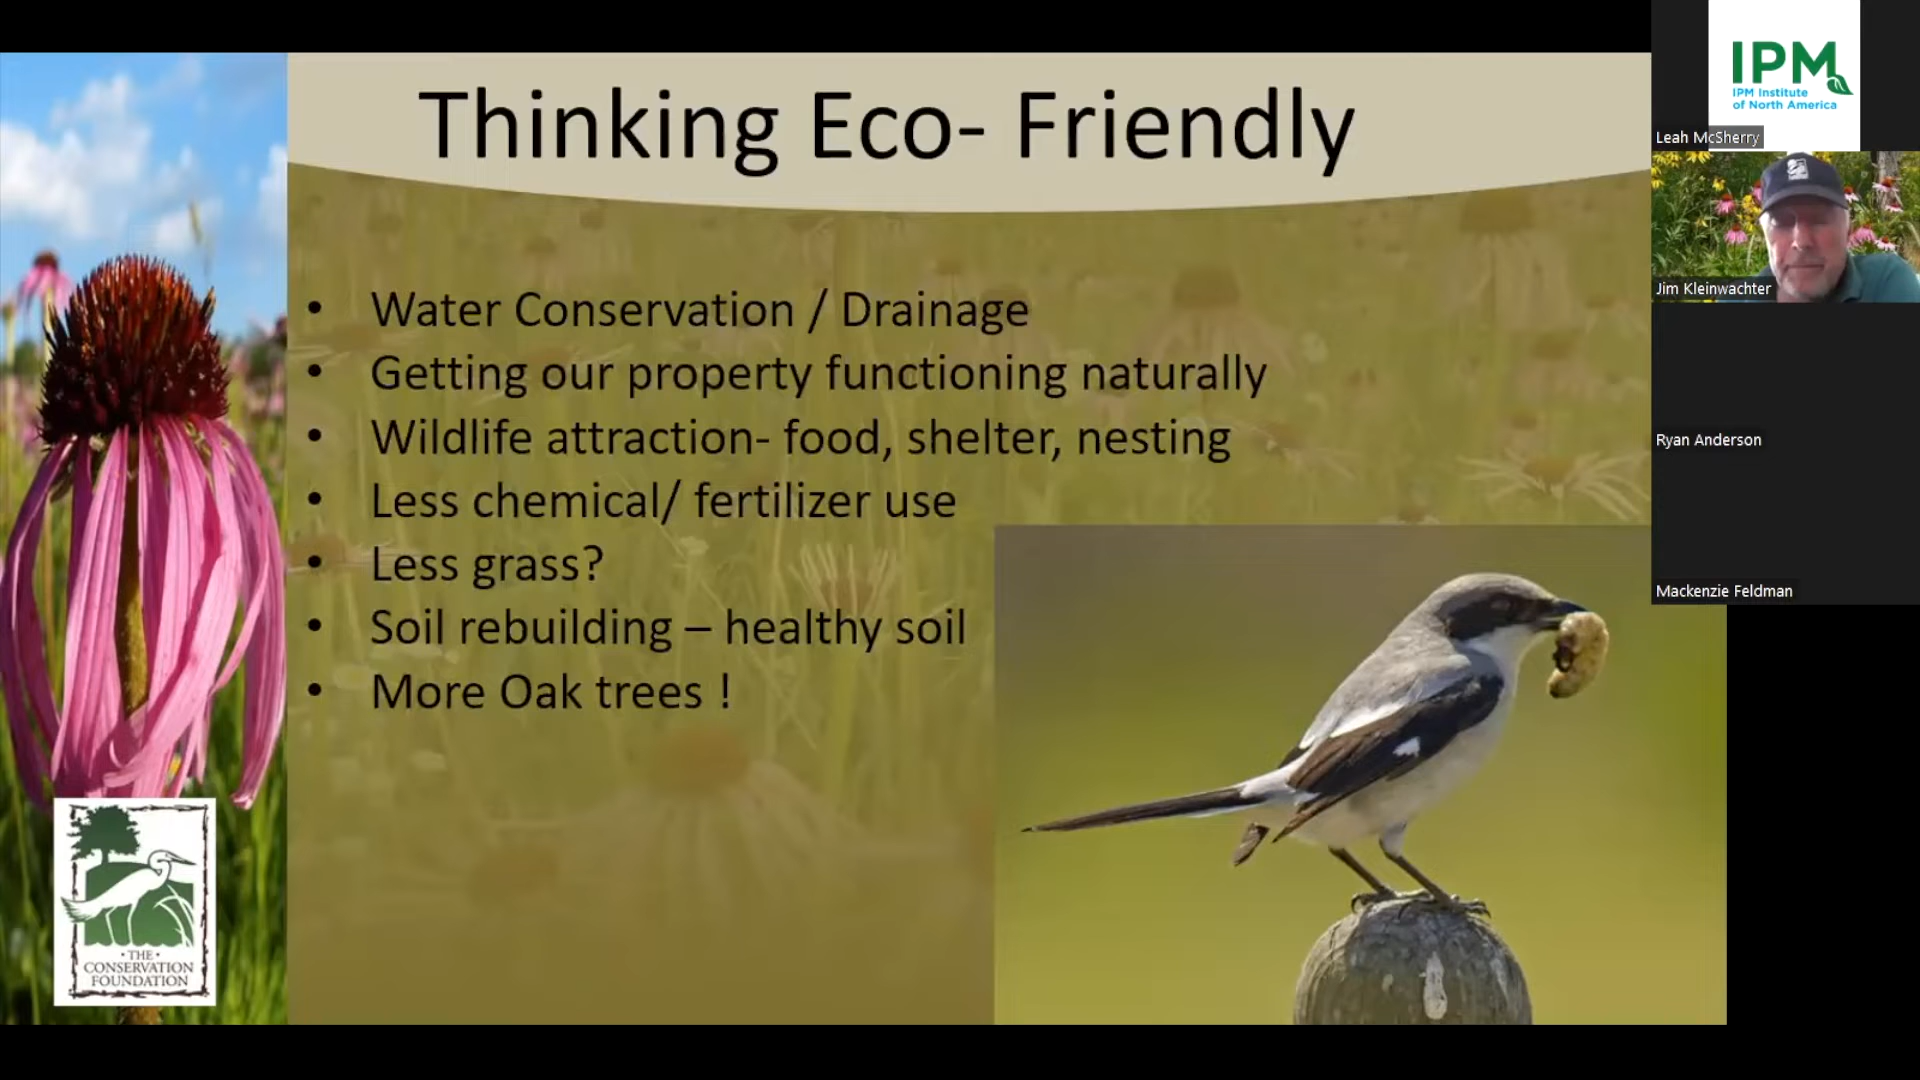 Thinking Eco- Friendly
• Water Conservation / Drainage
• Getting our property functioning naturally
• Wildlife attraction- food, shelter, nesting
• Less chemical/ fertilizer use
• Less grass?
• Soil rebuilding – healthy soil
• More Oak trees !
• THE •
CONSERVATION
FOUNDATION
IPM
IPM Institute
of North America
Leah McSherry
Jim Kleinwachter
Ryan Anderson
Mackenzie Feldman